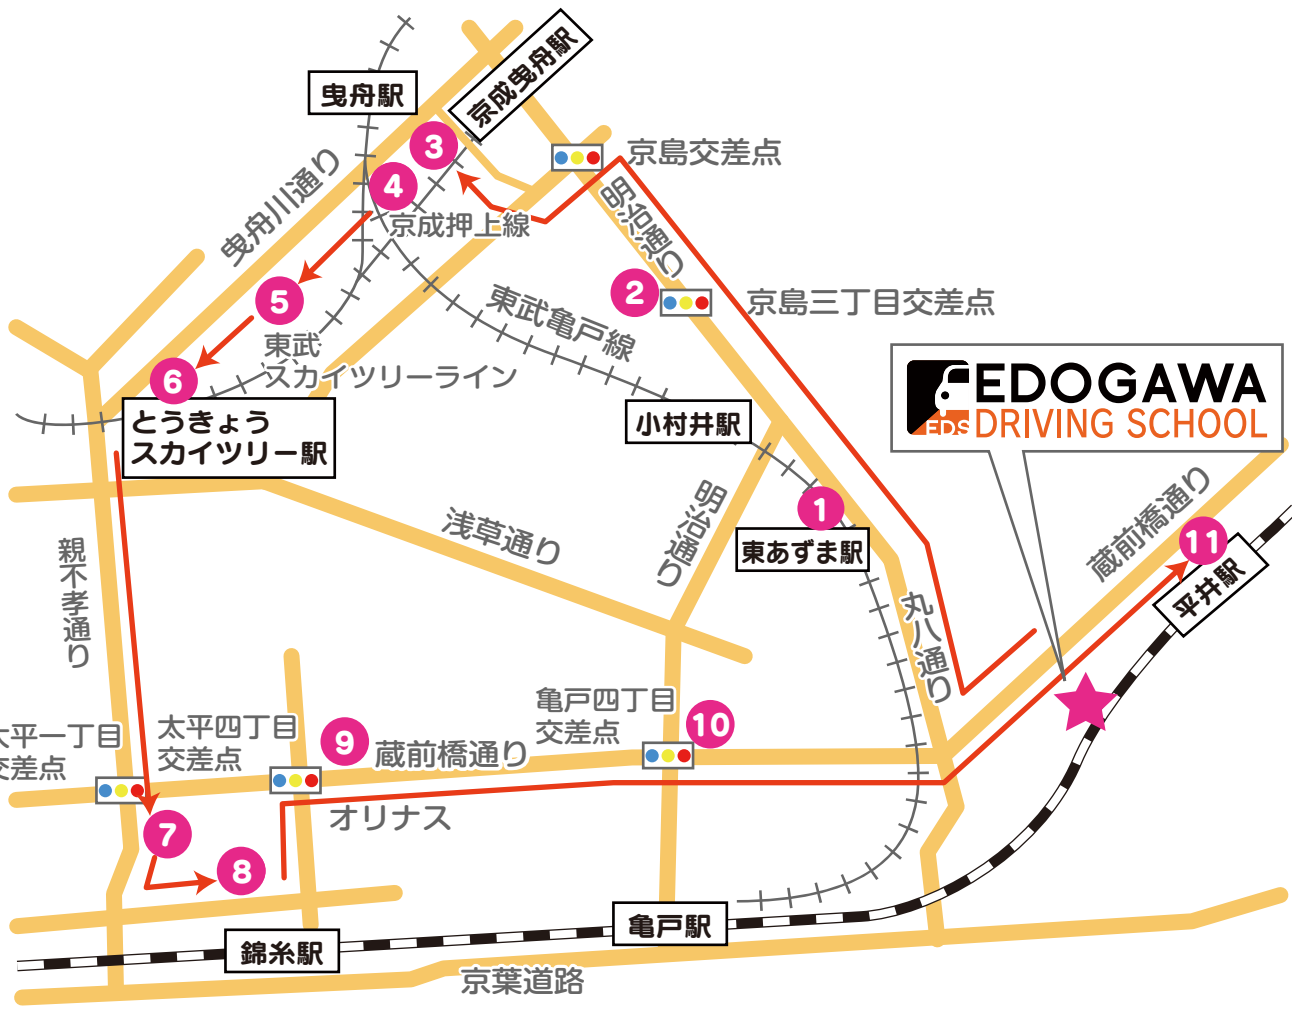 曳舟駅
京成曳舟駅
3
京島交差点
4
曳舟川通り
明治通り
京成押上線
5
2
京島三丁目交差点
東武亀戸線
東武
スカイツリーライン
6
EDOGAWA
EDS DRIVING SCHOOL
とうきょう
スカイツリー駅
小村井駅
1
東あずま駅
明治通り
浅草通り
蔵前橋通り
11
平井駅
親不孝通り
丸八通り
太平一丁目
交差点
太平四丁目
交差点
9
蔵前橋通り
亀戸四丁目
交差点
10
オリナス
7
8
錦糸駅
亀戸駅
京葉道路